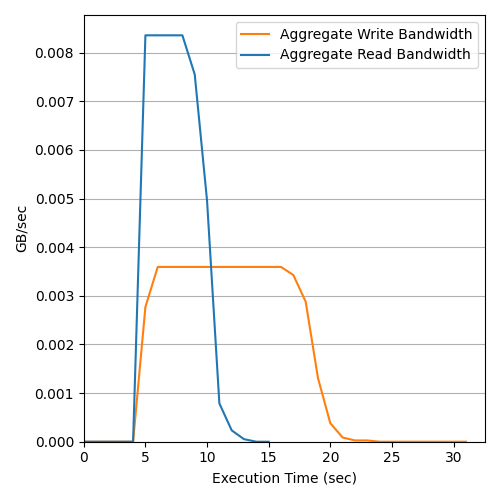 Aggregate Write Bandwidth
Aggregate Read Bandwidth
0.008
0.007
0.006
0.005
0.004
0.003
0.002
0.001
0.000
GB/sec
0 5 10 15 20 25 30
Execution Time (sec)